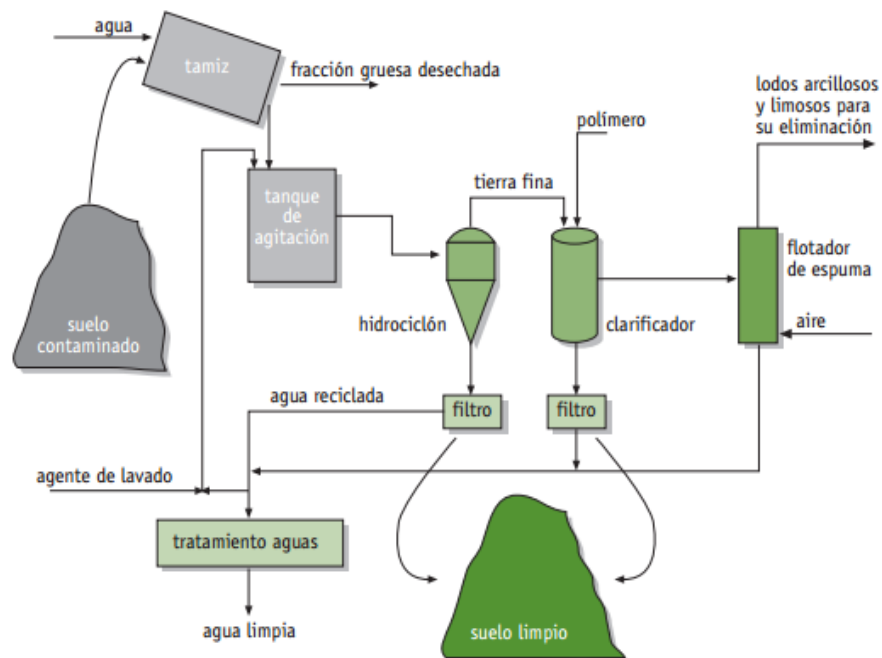 agua
tamiz
fracción gruesa desechada
lodos arcillosos
y limosos para
su eliminación
polímero
tierra fina
tanque
de
agitación
flotador
de espuma
suelo
contaminado
hidrociclón
clarificador
aire
agua reciclada
filtro
filtro
agente de lavado
tratamiento aguas
agua limpia
suelo limpio